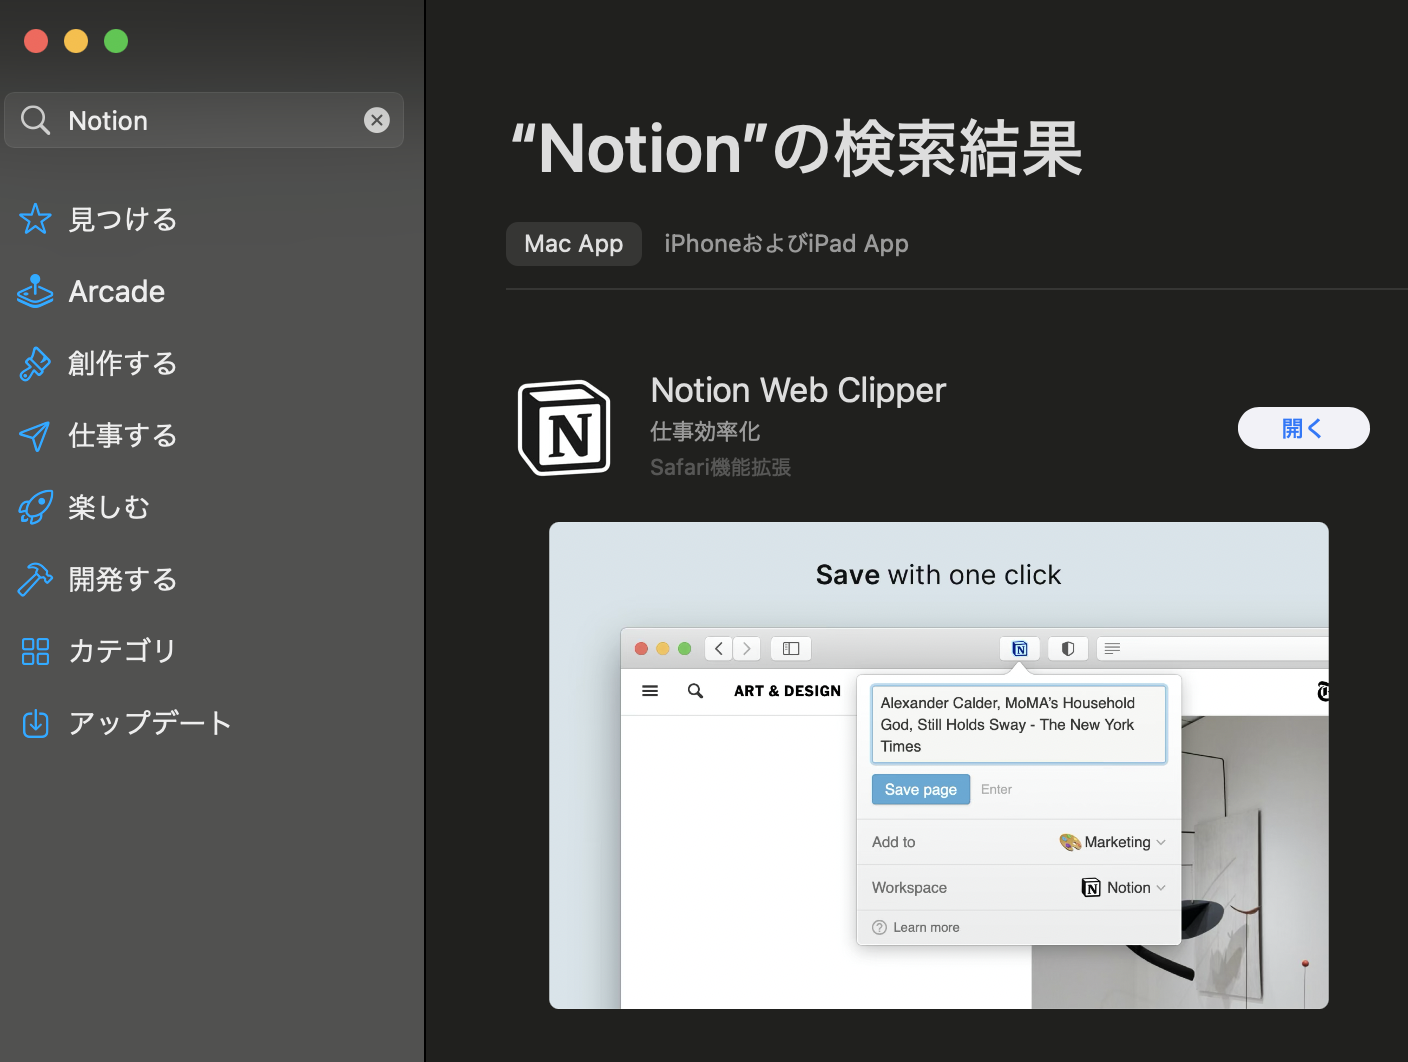 Notion
見つける
Arcade
創作する
仕事する
楽しむ
開発する
カテゴリ
アップデート
“Notion”の検索結果
Mac App
iPhoneおよびiPad App
Notion Web Clipper
仕事効率化
Safari機能拡張
開く
Save with one click
ART & DESIGN
Alexander Calder, MoMA’s Household
God, Still Holds Sway - The New York
Times
Save page Enter
Add to Marketing
Workspace Notion
Learn more